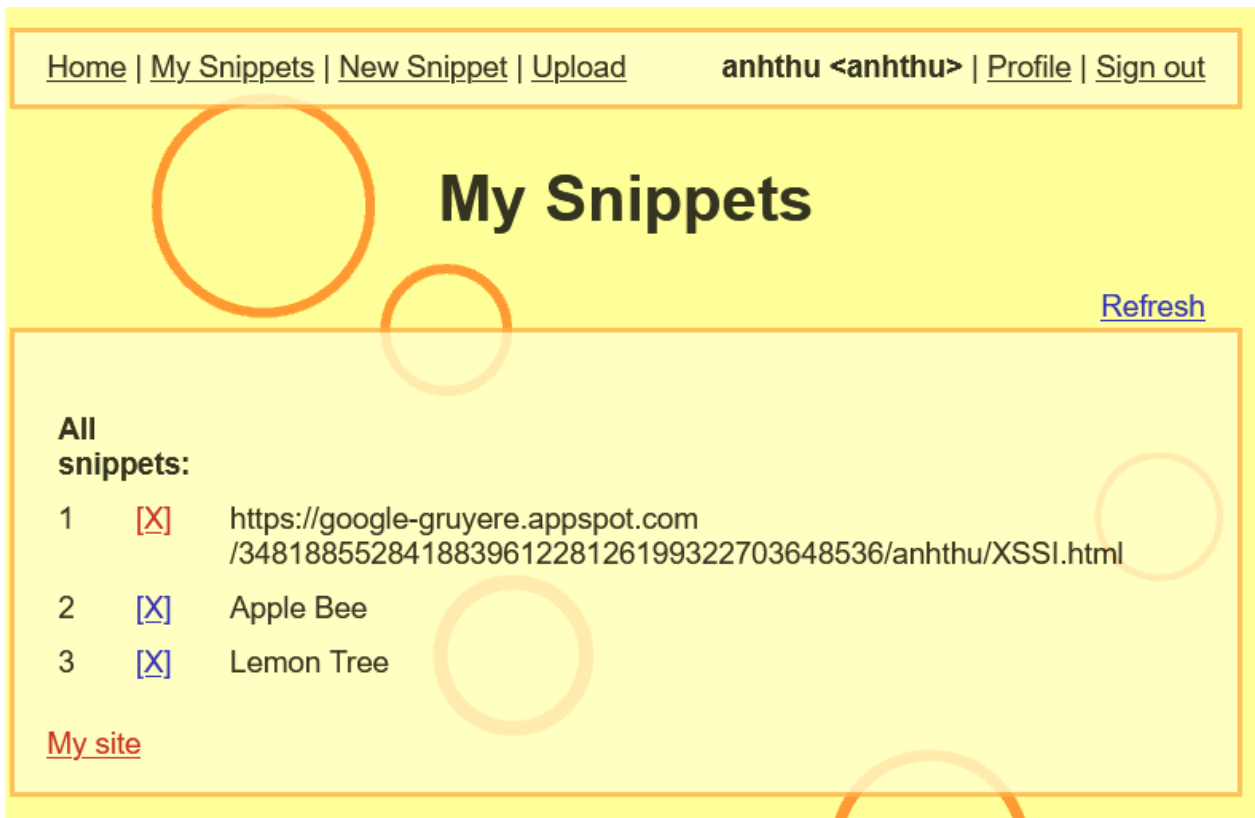 Home | My Snippets | New Snippet | Upload anhthu <anhthu> | Profile | Sign out
My Snippets
Refresh
All
snippets:
1 [X] https://google-gruyere.appspot.com
/348188552841883961228126199322703648536/anhthu/XSSI.html
2 [X] Apple Bee
3 [X] Lemon Tree
My site